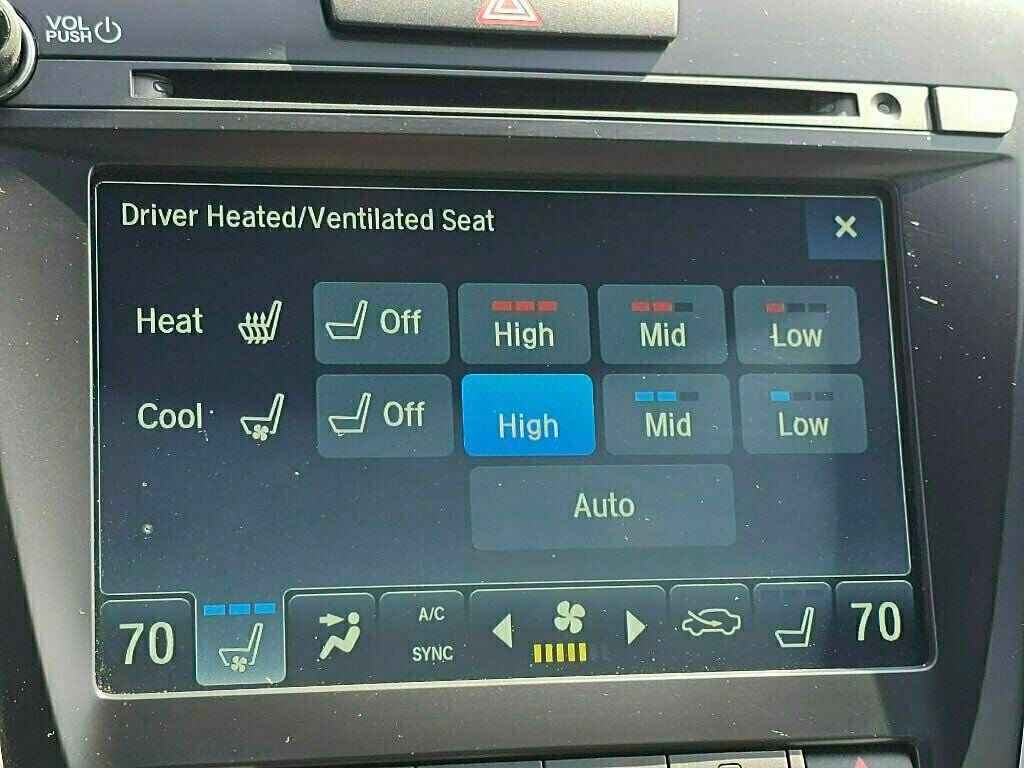 VOL
PUSH
Driver Heated/Ventilated Seat
×
Heat Off High Mid Low
Cool Off High Mid Low
Auto
70 A/C 70
SYNC